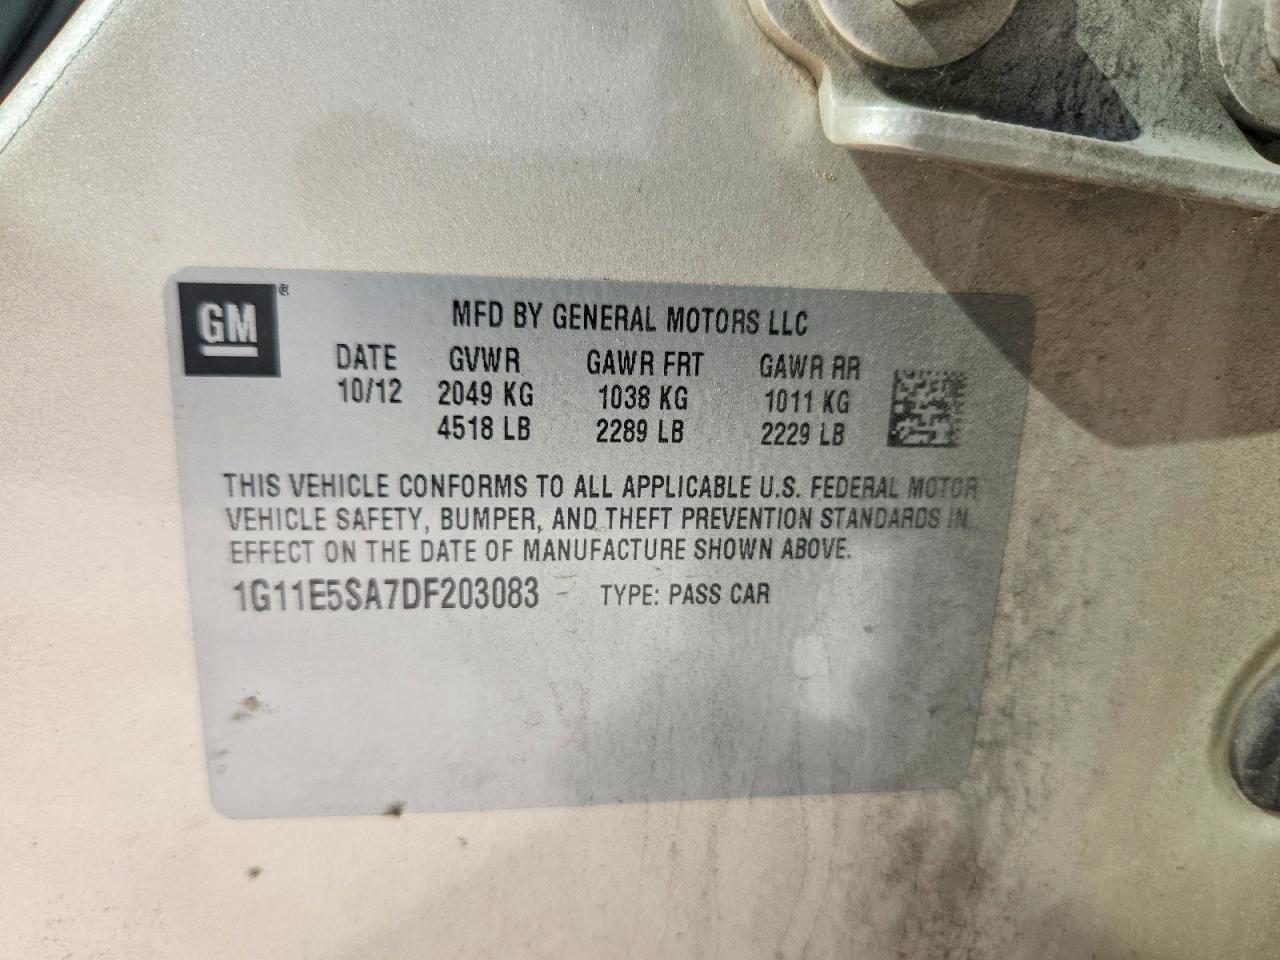 GM ®
MFD BY GENERAL MOTORS LLC
DATE GVWR GAWR FRT GAWR RR
10/12 2049 KG 1038 KG 1011 KG
4518 LB 2289 LB 2229 LB
THIS VEHICLE CONFORMS TO ALL APPLICABLE U.S. FEDERAL MOTOR
VEHICLE SAFETY, BUMPER, AND THEFT PREVENTION STANDARDS IN
EFFECT ON THE DATE OF MANUFACTURE SHOWN ABOVE.
1G11E5SA7DF203083 TYPE: PASS CAR